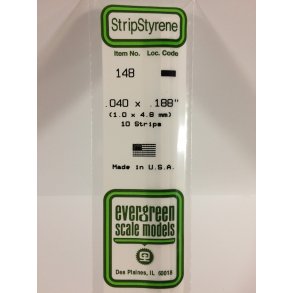 StripStyrene
Item No. Loc. Code
148
.040 x .188"
(1.0 x 4.8 mm)
10 Strips
Made in U.S.A.
evergreen
scale models
Des Plaines, IL 60018